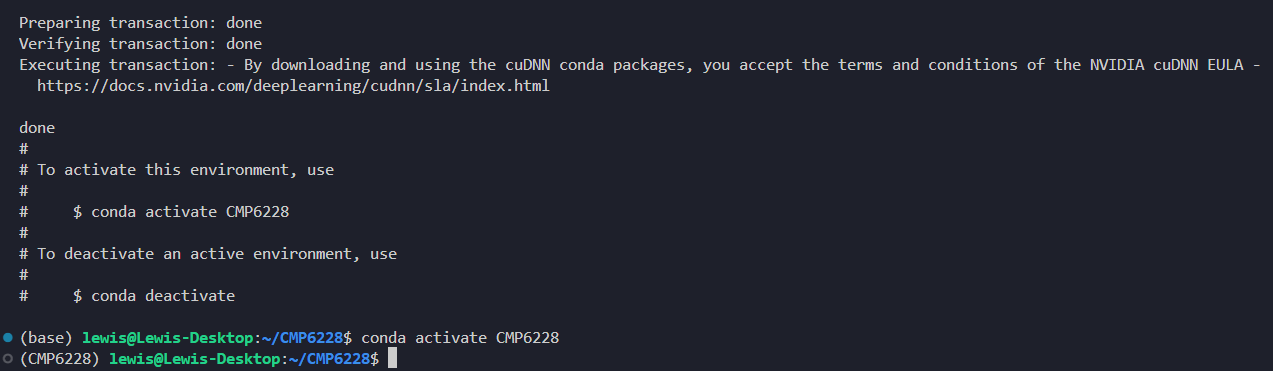 Preparing transaction: done
Verifying transaction: done
Executing transaction: - By downloading and using the cuDNN conda packages, you accept the terms and conditions of the NVIDIA cuDNN EULA -
  https://docs.nvidia.com/deeplearning/cudnn/sla/index.html

done
#
# To activate this environment, use
#
#     $ conda activate CMP6228
#
# To deactivate an active environment, use
#
#     $ conda deactivate

(base) lewis@Lewis-Desktop:~/CMP6228$ conda activate CMP6228
(CMP6228) lewis@Lewis-Desktop:~/CMP6228$